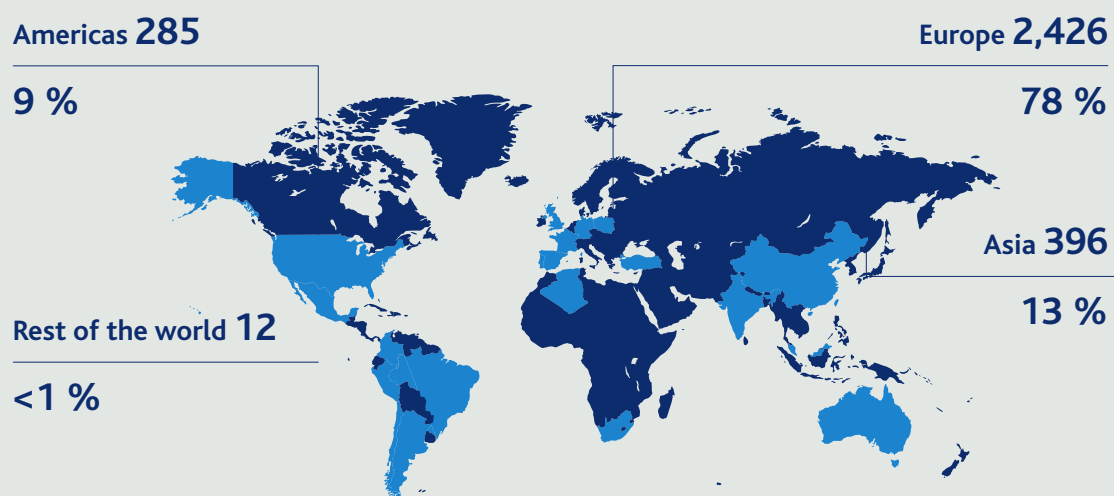 Americas 285
9 %
Europe 2,426
78 %
Asia 396
13 %
Rest of the world 12
<1 %